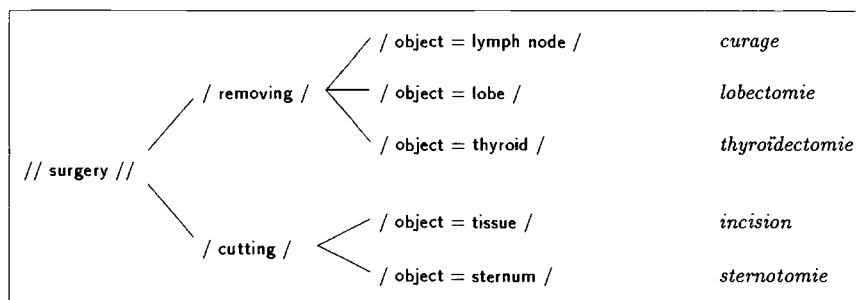 / object = lymph node / curage
/ removing / / object = lobe / lobectomie
/ object = thyroid / thyroïdectomie
// surgery //
/ object = tissue / incision
/ cutting /
/ object = sternum / sternotomie